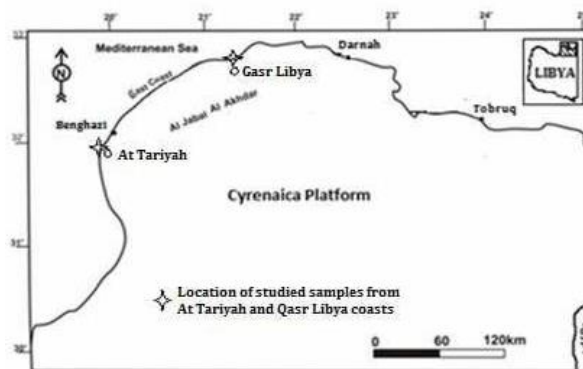 20°
21°
22°
23°
24°
25
Mediterranean Sea
Darnah
N
Gasr Libya
LIBYA
East Coast
Al Jabal Al Akhdar
Tobruq
Benghazi
At Tariyah
Cyrenaica Platform
31°
Location of studied samples from
At Tariyah and Qasr Libya coasts
0 60 120km